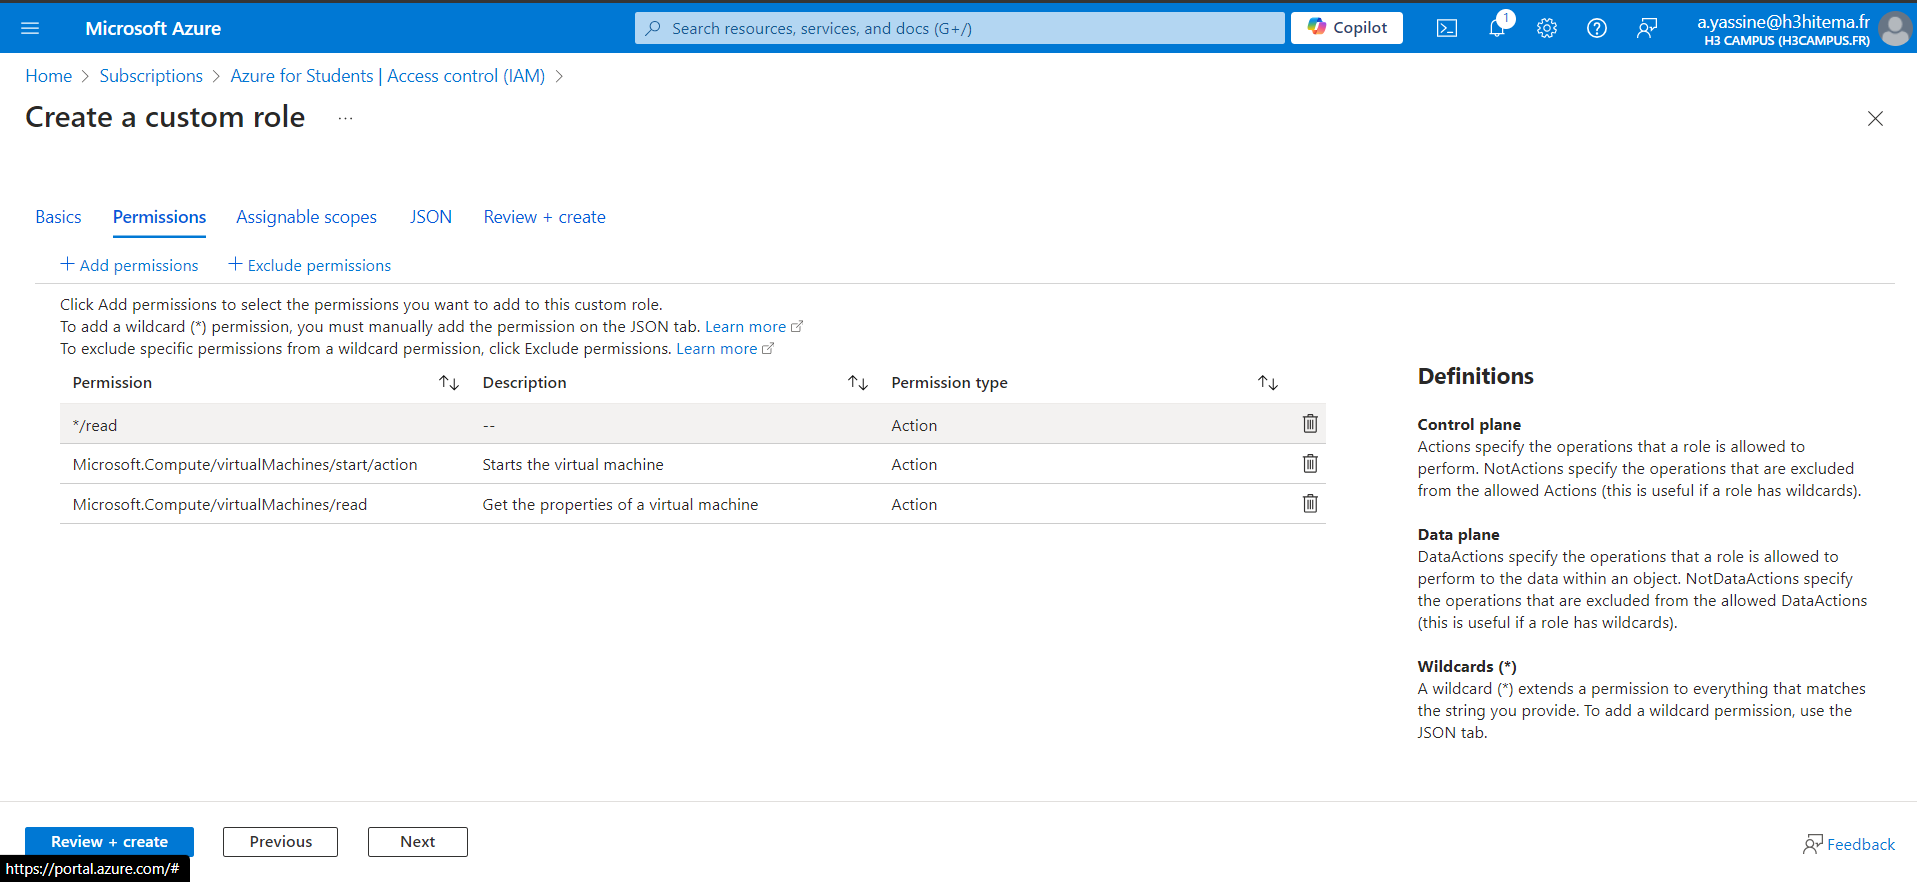 Microsoft Azure
Search resources, services, and docs (G+/)
Copilot
1
a.yassine@h3hitema.fr
H3 CAMPUS (H3CAMPUS.FR)
Home > Subscriptions > Azure for Students | Access control (IAM) >
Create a custom role ...
Basics Permissions Assignable scopes JSON Review + create
+ Add permissions + Exclude permissions
Click Add permissions to select the permissions you want to add to this custom role.
To add a wildcard (*) permission, you must manually add the permission on the JSON tab. Learn more
To exclude specific permissions from a wildcard permission, click Exclude permissions. Learn more
Permission Description Permission type
*/read -- Action
Microsoft.Compute/virtualMachines/start/action Starts the virtual machine Action
Microsoft.Compute/virtualMachines/read Get the properties of a virtual machine Action
Definitions
Control plane
Actions specify the operations that a role is allowed to
perform. NotActions specify the operations that are excluded
from the allowed Actions (this is useful if a role has wildcards).
Data plane
DataActions specify the operations that a role is allowed to
perform to the data within an object. NotDataActions specify
the operations that are excluded from the allowed DataActions
(this is useful if a role has wildcards).
Wildcards (*)
A wildcard (*) extends a permission to everything that matches
the string you provide. To add a wildcard permission, use the
JSON tab.
Review + create Previous Next
Feedback
https://portal.azure.com/#